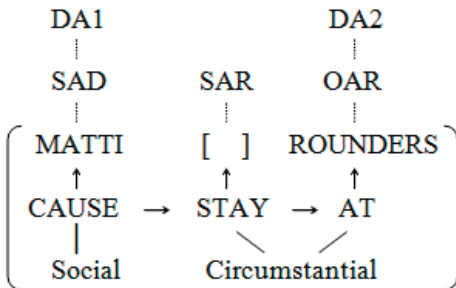 DA1 DA2
SAD SAR OAR
MATTI [ ] ROUNDERS
CAUSE → STAY → AT
Social Circumstantial